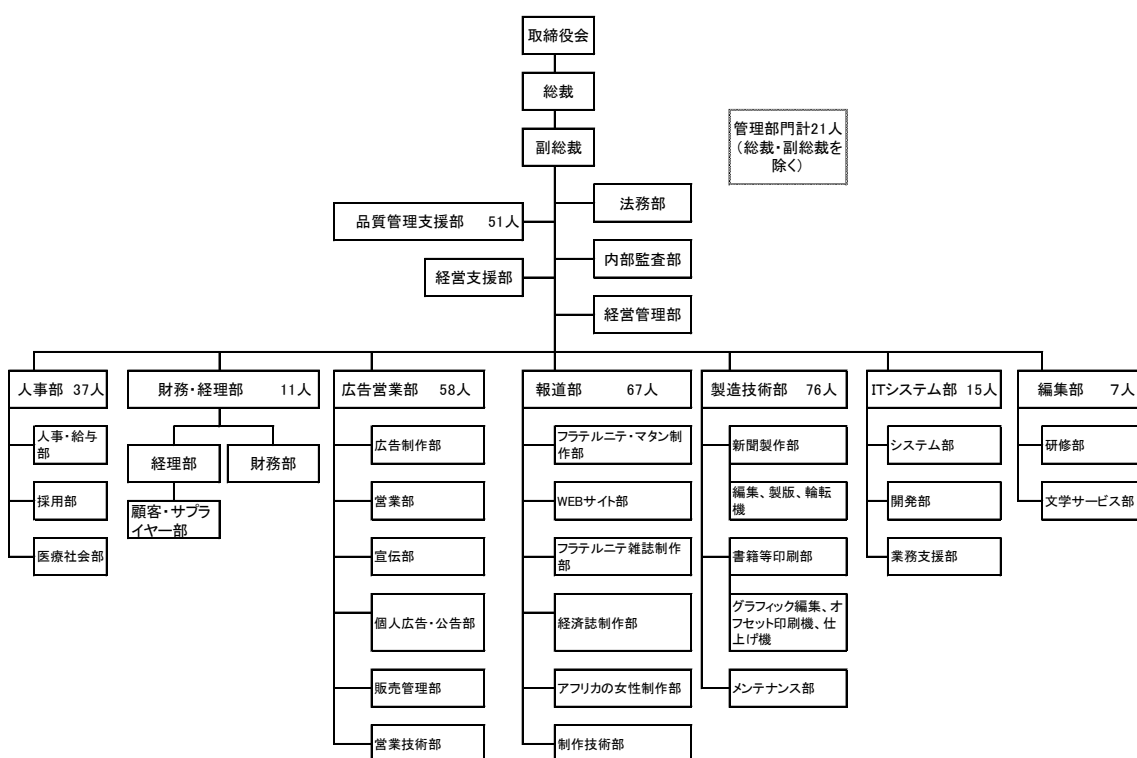 取締役会
総裁
副総裁
管理部門計21人
（総裁・副総裁を
除く）
法務部
品質管理支援部 51人
内部監査部
経営支援部
経営管理部
人事部 37人
財務・経理部 11人
広告営業部 58人
報道部 67人
製造技術部 76人
ITシステム部 15人
編集部 7人
人事・給与
部
採用部
医療社会部
経理部
財務部
顧客・サプラ
イヤー部
広告制作部
営業部
宣伝部
個人広告・公告部
販売管理部
営業技術部
フラテルニテ・マタン制
作部
WEBサイト部
フラテルニテ雑誌制作
部
経済誌制作部
アフリカの女性制作部
制作技術部
新聞製作部
編集、製版、輪転
機
書籍等印刷部
グラフィック編集、オ
フセット印刷機、仕
上げ機
メンテナンス部
システム部
開発部
業務支援部
研修部
文学サービス部